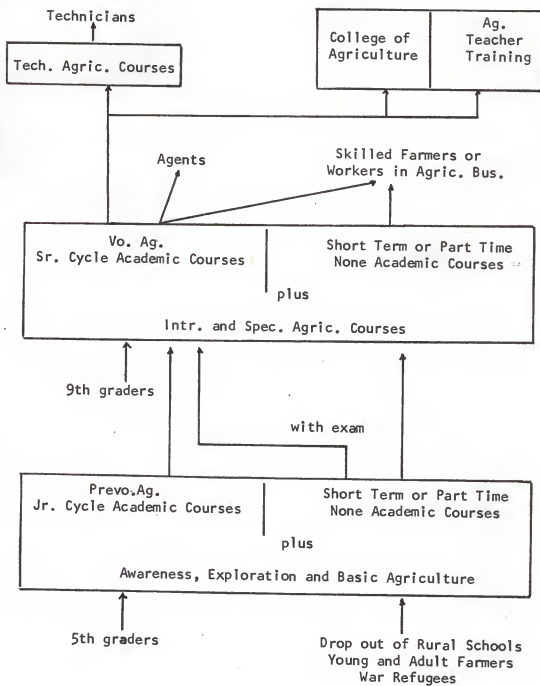 Technicians
Tech. Agric. Courses
College of
Agriculture
Ag.
Teacher
Training
Agents
Skilled Farmers or
Workers in Agric. Bus.
Vo. Ag.
Sr. Cycle Academic Courses
Short Term or Part Time
None Academic Courses
plus
Intr. and Spec. Agric. Courses
9th graders
with exam
Prevo.Ag.
Jr. Cycle Academic Courses
Short Term or Part Time
None Academic Courses
plus
Awareness, Exploration and Basic Agriculture
5th graders
Drop out of Rural Schools
Young and Adult Farmers
War Refugees